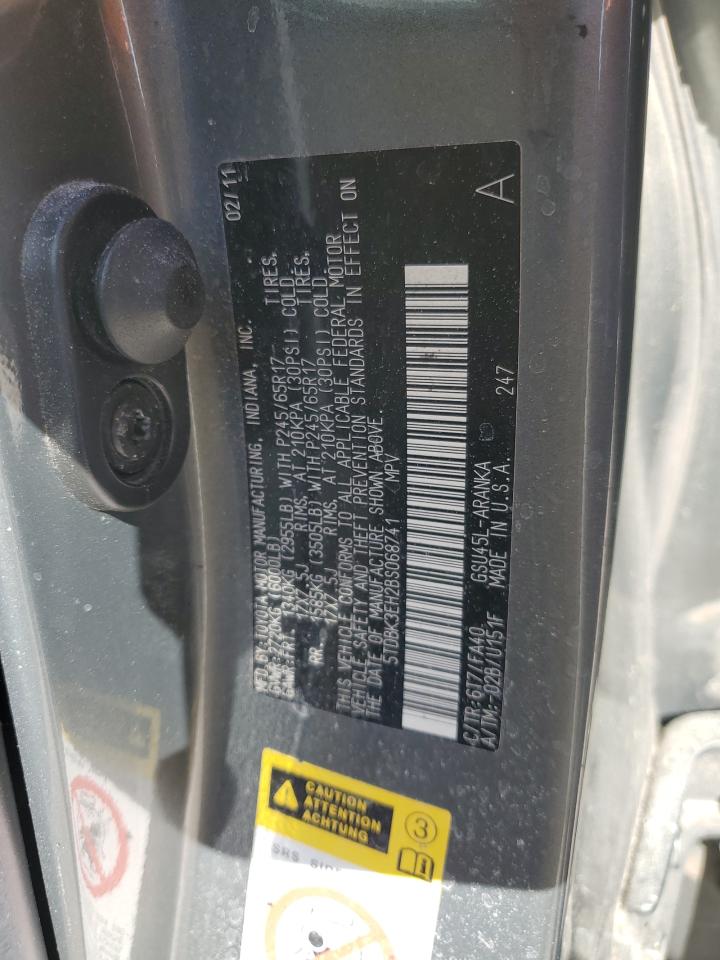 MFD BY TOYOTA MOTOR MANUFACTURING, INDIANA, INC. 02/11
GVWR 2720KG (6000LB)
GAWR FRT. 1340KG (2955LB) WITH P245/65R17 TIRES.
17X7.5J RIMS. AT 210KPA (30PSI) COLD
RR. 1585KG (3505LB) WITH P245/65R17 TIRES.
17X7.5J RIMS. AT 210KPA (30PSI) COLD
THIS VEHICLE CONFORMS TO ALL APPLICABLE FEDERAL MOTOR
VEHICLE SAFETY AND THEFT PREVENTION STANDARDS IN EFFECT ON
THE DATE OF MANUFACTURE SHOWN ABOVE.
5TDBK3EH2BS068741 MPV
C/TR:6T7/FA40 GSU45L-ARANKA 247
A/TM:-02B/U151F MADE IN U.S.A. A
CAUTION
ATTENTION
ACHTUNG
3
SRS